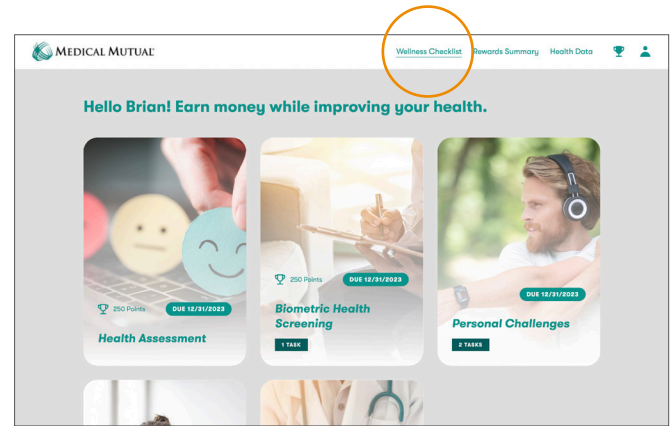 MEDICAL MUTUAL
Wellness Checklist Rewards Summary Health Data
Hello Brian! Earn money while improving your health.
250 Points DUE 12/31/2023
Health Assessment
250 Points DUE 12/31/2023
Biometric Health
Screening
1 TASK
DUE 12/31/2023
Personal Challenges
2 TASKS